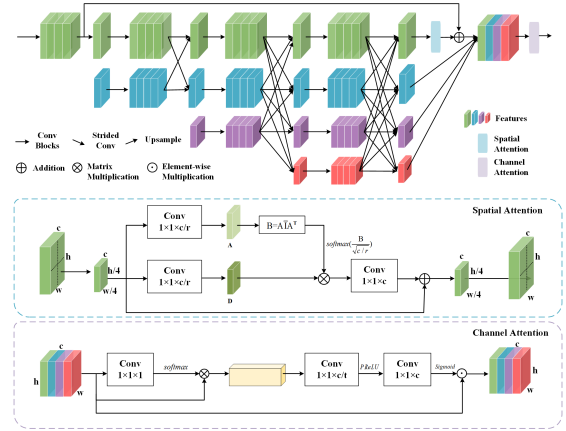 Conv
Blocks
Strided
Conv
Upsample
Addition
Matrix
Multiplication
Element-wise
Multiplication
Features
Spatial
Attention
Channel
Attention
Spatial Attention
c
h
w
c
h/4
w/4
Conv
1×1×c/r
A
B=AĪAᵀ
softmax(B/√c/r)
Conv
1×1×c/r
D
Conv
1×1×c
c
h/4
w/4
c
h
w
Channel Attention
c
h
w
Conv
1×1×1
softmax
Conv
1×1×c/t
PReLU
Conv
1×1×c
Sigmoid
c
h
w